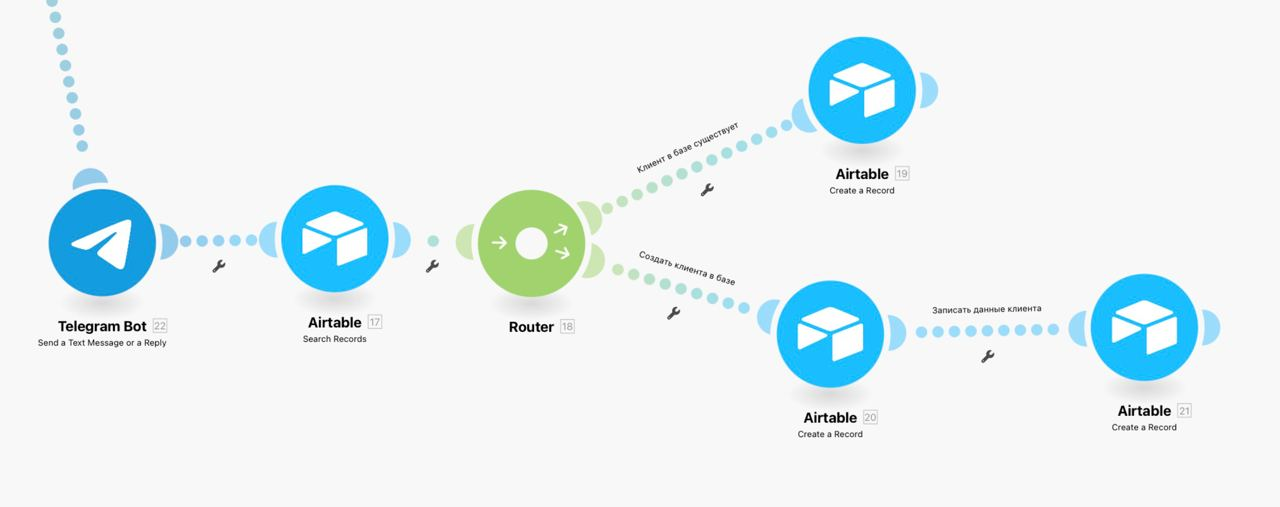 Клиент в базе существует
Airtable 19
Create a Record
Telegram Bot 22
Send a Text Message or a Reply
Airtable 17
Search Records
Router 18
Создать клиента в базе
Airtable 20
Create a Record
Записать данные клиента
Airtable 21
Create a Record